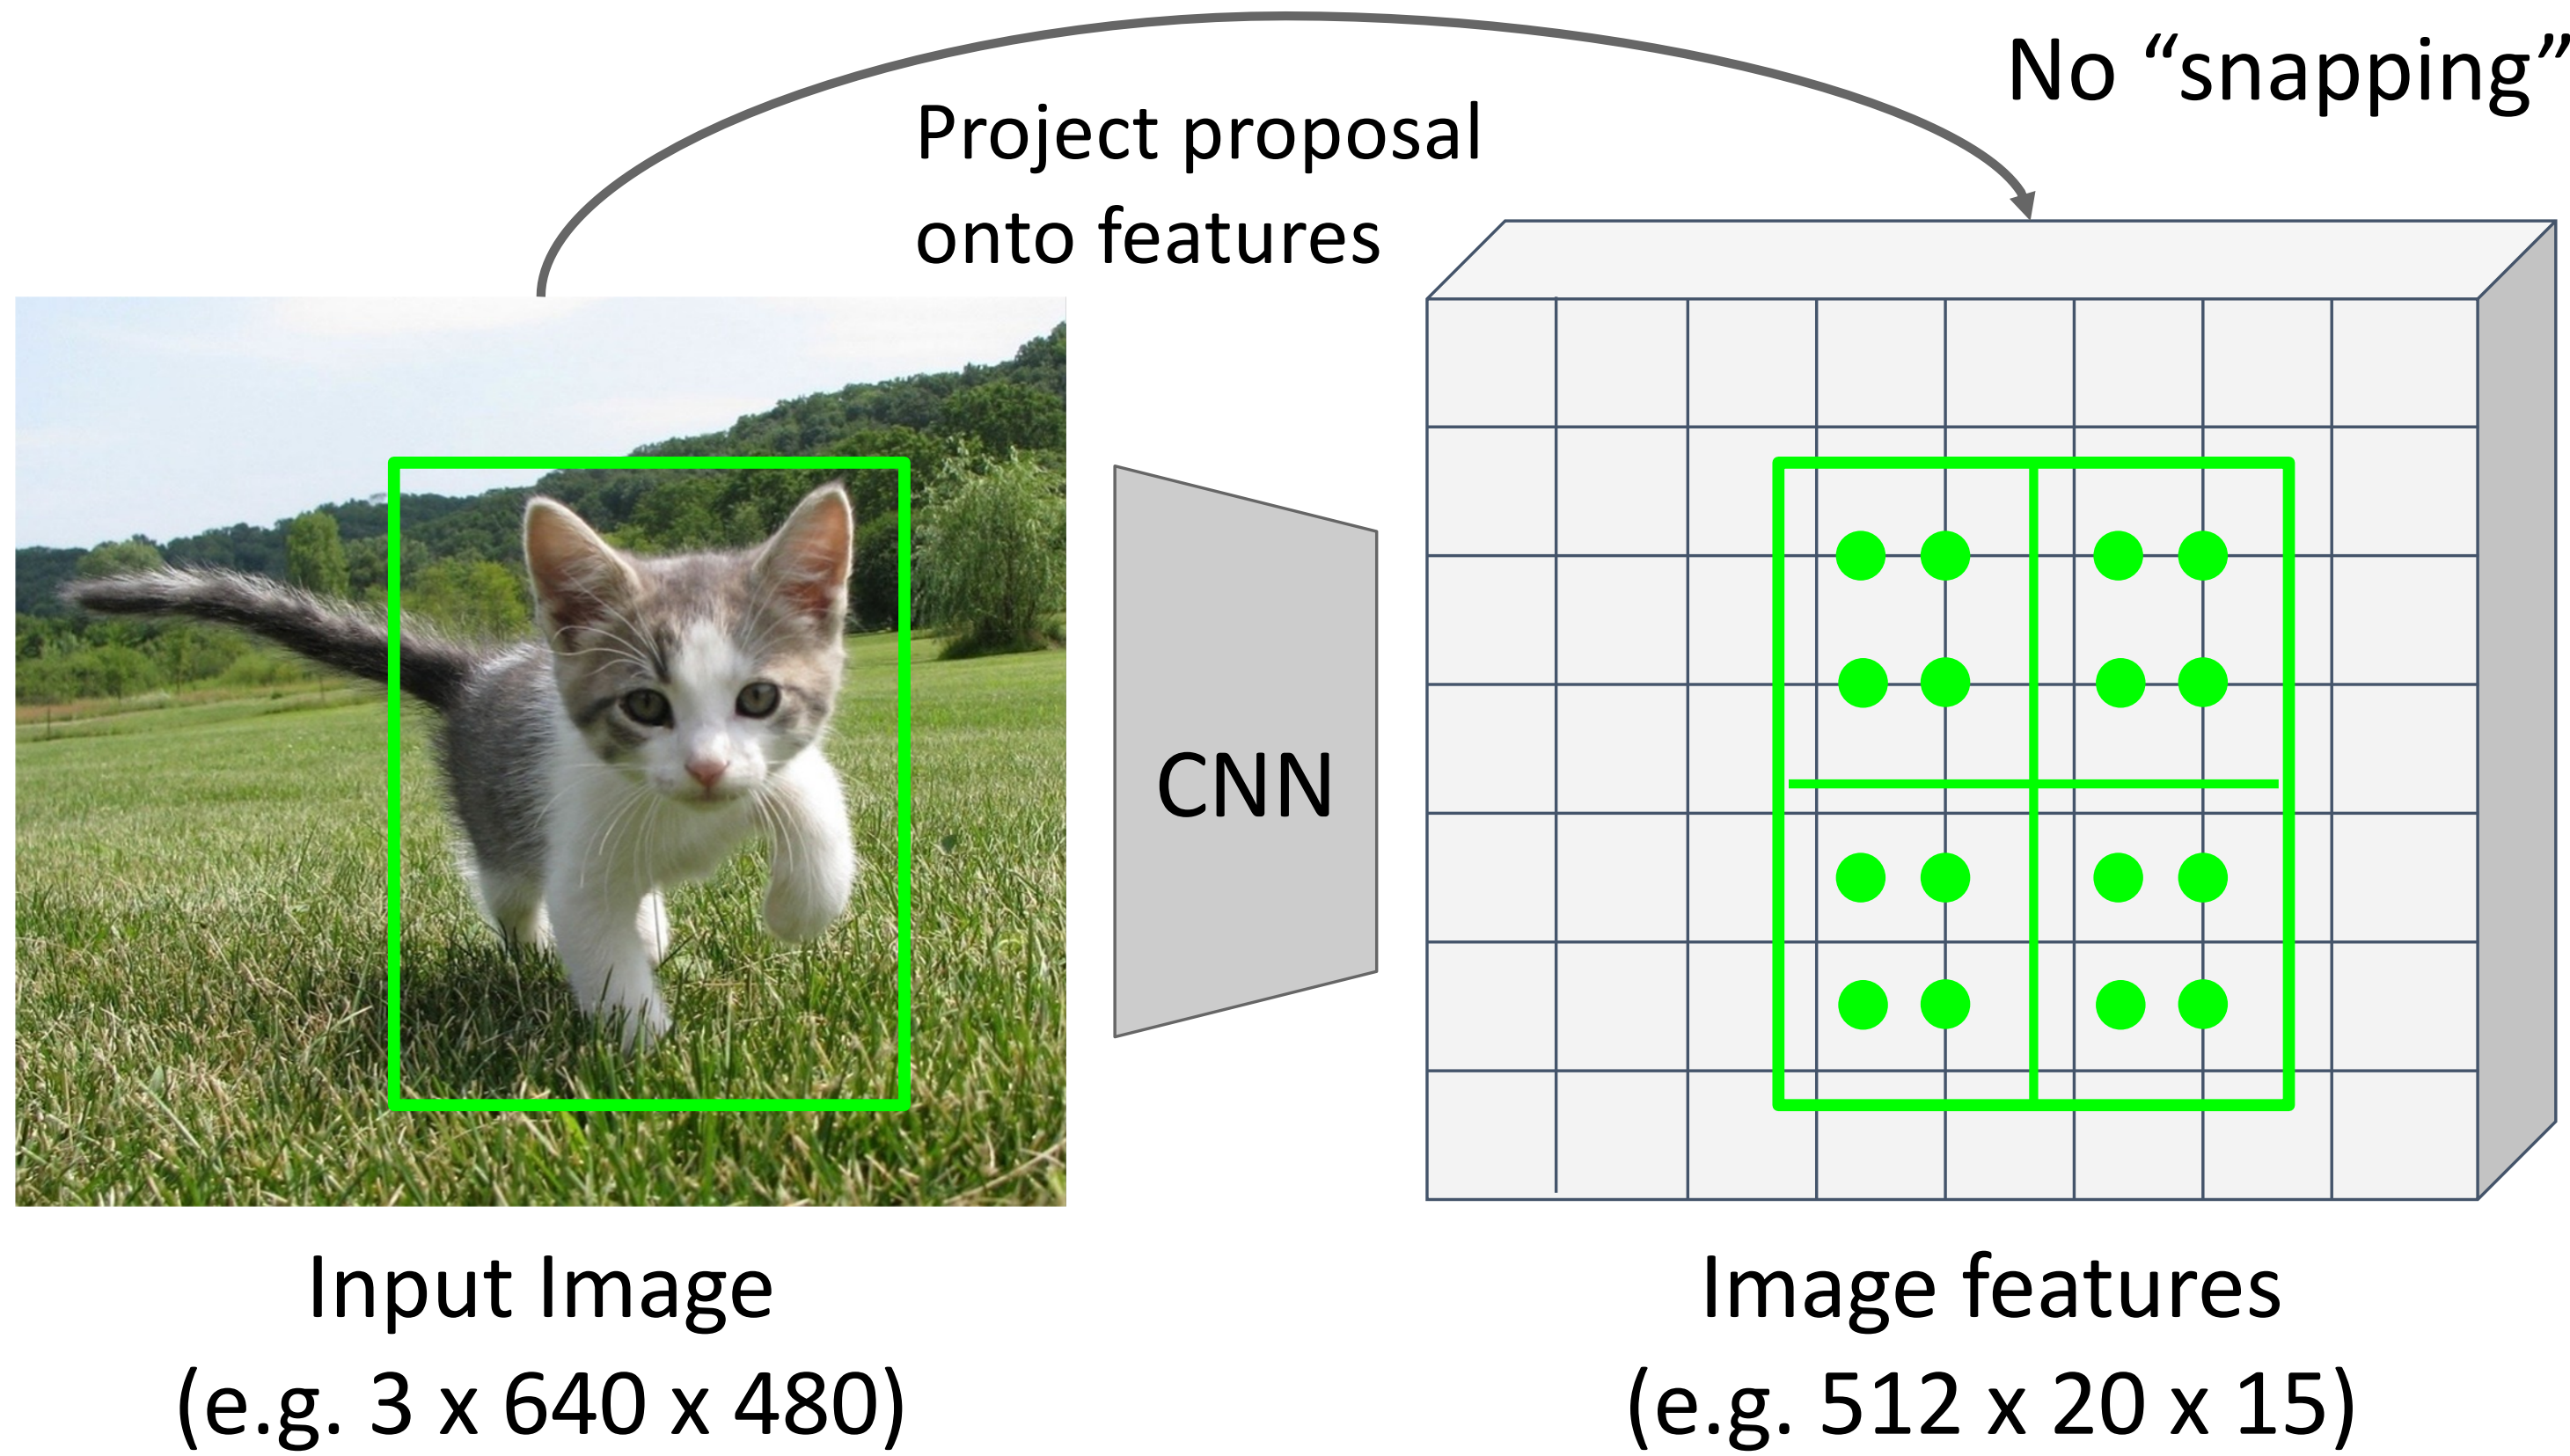 No “snapping”
Project proposal
onto features
CNN
Input Image
(e.g. 3 x 640 x 480)
Image features
(e.g. 512 x 20 x 15)